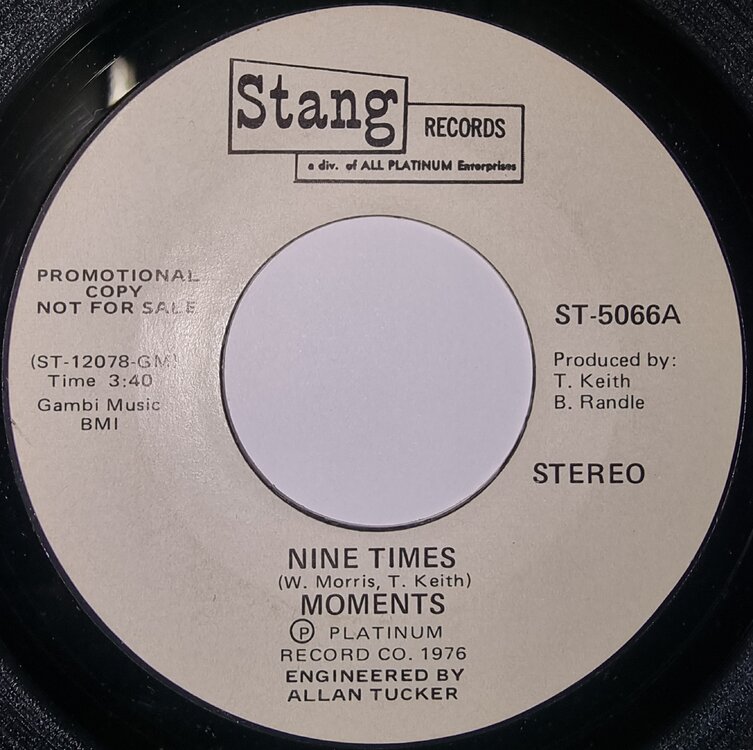 Stang
RECORDS
a div. of ALL PLATINUM Enterprises
PROMOTIONAL
COPY
NOT FOR SALE
(ST-12078-GM)
Time 3:40
Gambi Music
BMI
ST-5066A
Produced by:
T. Keith
B. Randle
STEREO
NINE TIMES
(W. Morris, T. Keith)
MOMENTS
Ⓟ PLATINUM
RECORD CO. 1976
ENGINEERED BY
ALLAN TUCKER